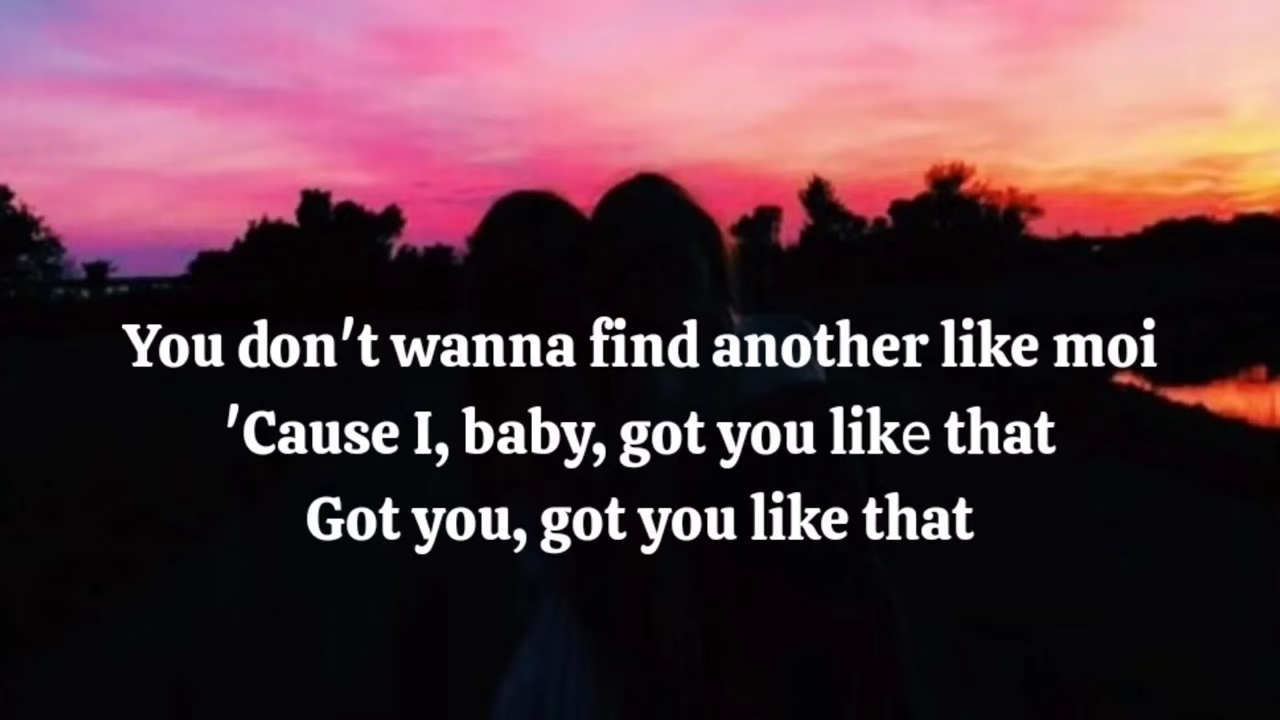 You don't wanna find another like moi
'Cause I, baby, got you like that
Got you, got you like that